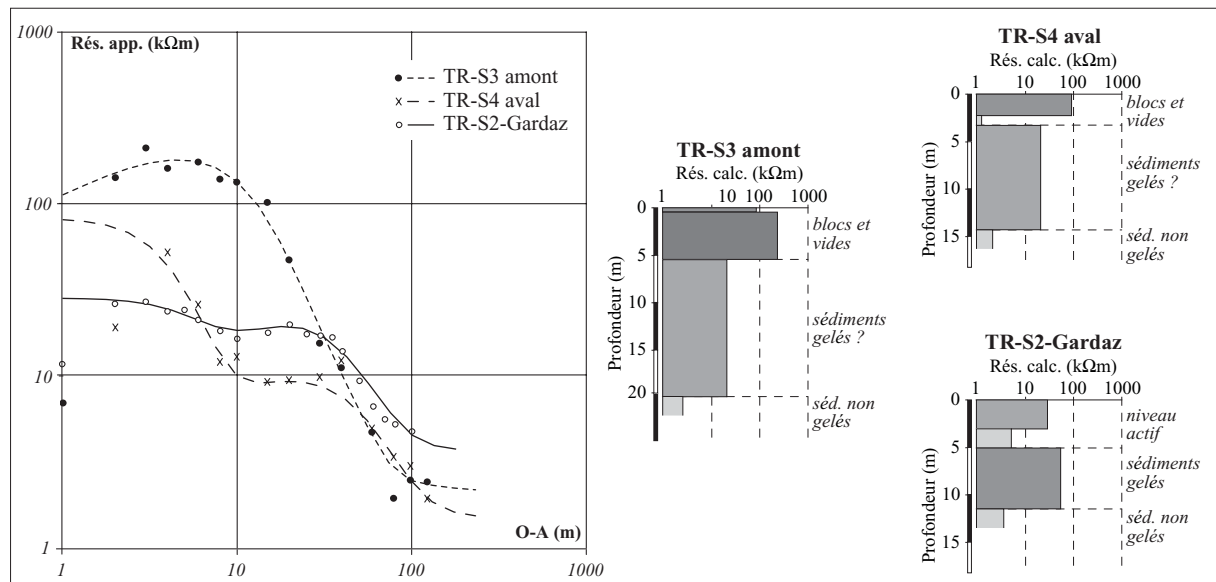 1000
Rés. app. (kΩm)
TR-S3 amont
TR-S4 aval
TR-S2-Gardaz
100
10
1
O-A (m)
1
10
100
1000
TR-S3 amont
Rés. calc. (kΩm)
1
10
100
1000
Profondeur (m)
0
5
10
15
20
blocs et
vides
sédiments
gelés ?
séd. non
gelés
TR-S4 aval
Rés. calc. (kΩm)
1
10
100
1000
Profondeur (m)
0
5
10
15
blocs et
vides
sédiments
gelés ?
séd. non
gelés
TR-S2-Gardaz
Rés. calc. (kΩm)
1
10
100
1000
Profondeur (m)
0
5
10
15
niveau
actif
sédiments
gelés
séd. non
gelés